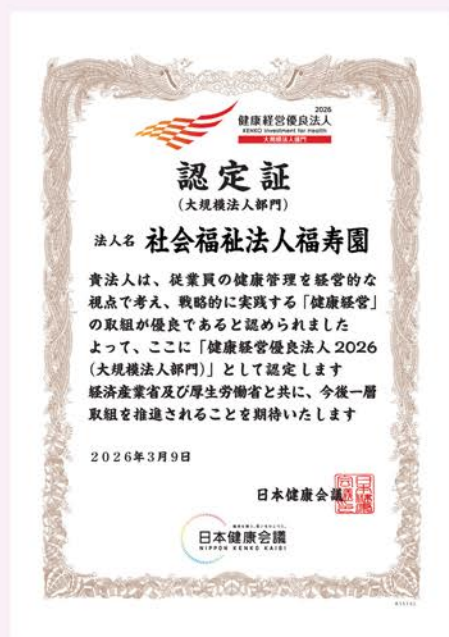 2026
健康経営優良法人
KENKO Investment for Health
大規模法人部門
認定証
(大規模法人部門)
法人名 社会福祉法人福寿園
貴法人は、従業員の健康管理を経営的な
視点で考え、戦略的に実践する「健康経営」
の取組が優良であると認められました
よって、ここに「健康経営優良法人2026
(大規模法人部門)」として認定します
経済産業省及び厚生労働省と共に、今後一層
取組を推進されることを期待いたします
2026年3月9日
日本健康会議
日本健康会議
NIPPON KENKO KAIGI